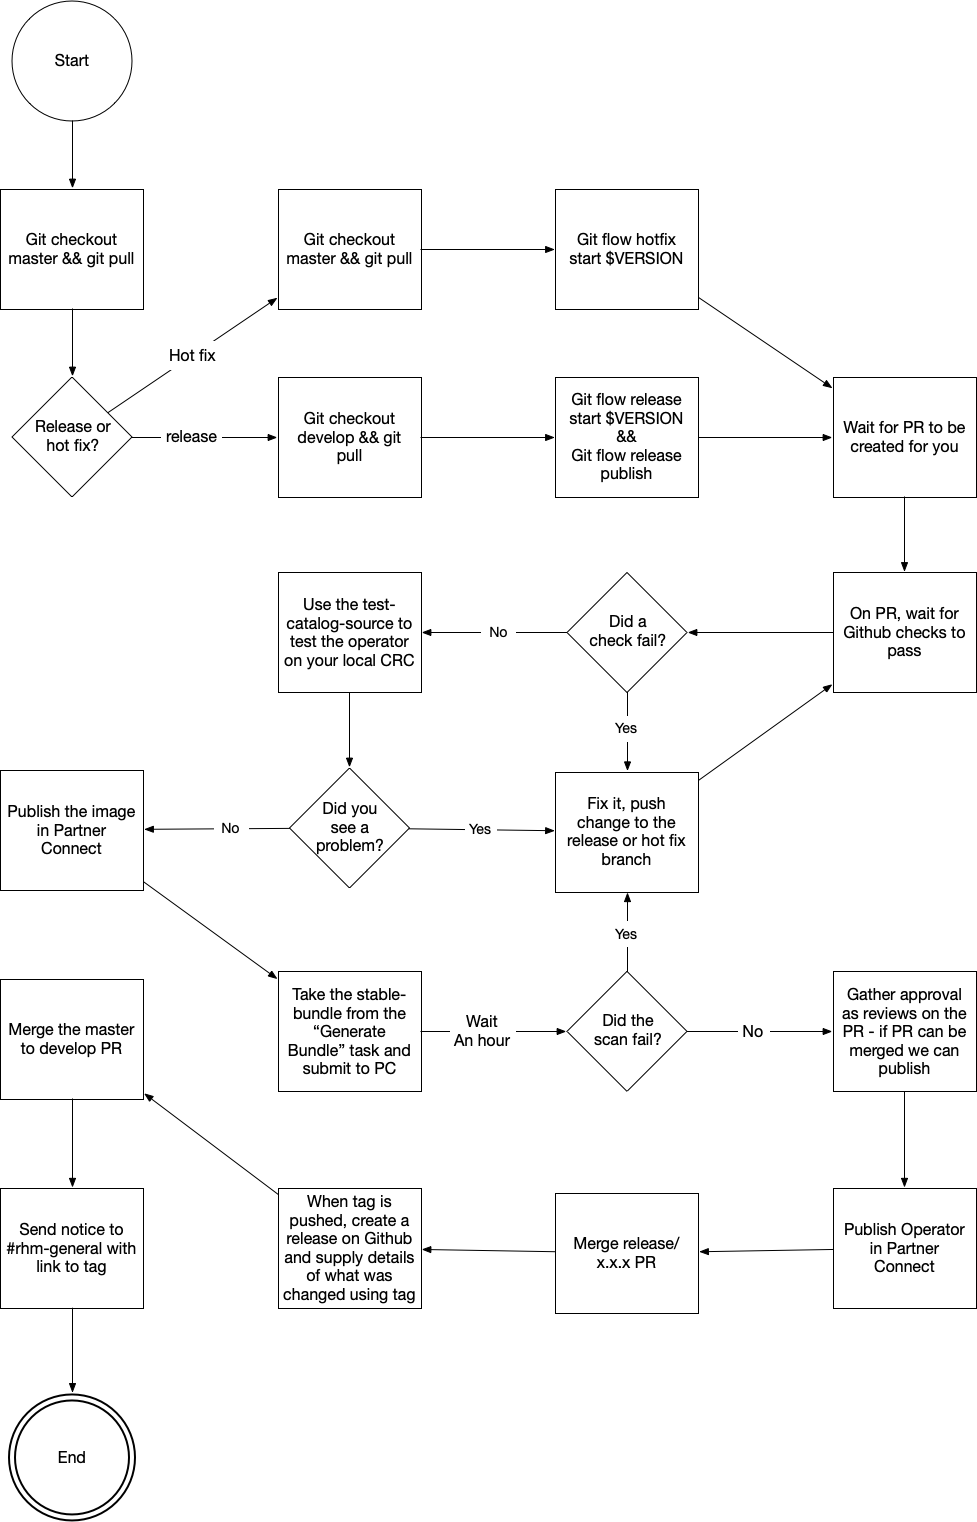 Start
Git checkout
master && git pull
Git checkout
master && git pull
Git flow hotfix
start $VERSION
Hot fix
Release or
hot fix?
release
Git checkout
develop && git
pull
Git flow release
start $VERSION
&&
Git flow release
publish
Wait for PR to be
created for you
On PR, wait for
Github checks to
pass
Did a
check fail?
No
Use the test-
catalog-source to
test the operator
on your local CRC
Yes
Did you
see a
problem?
No
Yes
Publish the image
in Partner
Connect
Fix it, push
change to the
release or hot fix
branch
Yes
Take the stable-
bundle from the
“Generate
Bundle” task and
submit to PC
Wait
An hour
Did the
scan fail?
No
Gather approval
as reviews on the
PR - if PR can be
merged we can
publish
Merge the master
to develop PR
Publish Operator
in Partner
Connect
Merge release/
x.x.x PR
When tag is
pushed, create a
release on Github
and supply details
of what was
changed using tag
Send notice to
#rhm-general with
link to tag
End